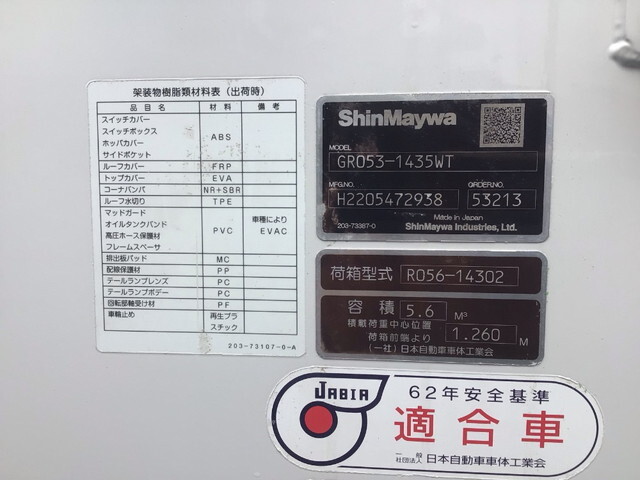 架装物樹脂類材料表（出荷時）
品目名 材料 備考
スイッチカバー
スイッチボックス
ホッパカバー
サイドポケット
ABS
ルーフカバー FRP
トップカバー EVA
コーナバンパ NR+SBR
ルーフ水切り TPE
マッドガード
オイルタンクバンド
高圧ホース保護材
フレームスペーサ
PVC
車種により
EVAC
排出板パッド MC
配線保護材 PP
テールランプレンズ PC
テールランプボデー PC
回転部軸受け材 PF
車輪止め 再生プラ
スチック
203-73107-0-A
ShinMaywa
MODEL
GR053-1435WT
MFG.NO. ORDER NO.
H2205472938 53213
Made in Japan
203-73387-0 ShinMaywa Industries, Ltd.
荷箱型式 R056-14302
容積 5.6 M³
積載荷重中心位置
荷箱前端より 1.260 M
(一社)日本自動車車体工業会
JABIA
62年安全基準
適合車
一般
社団法人 日本自動車車体工業会